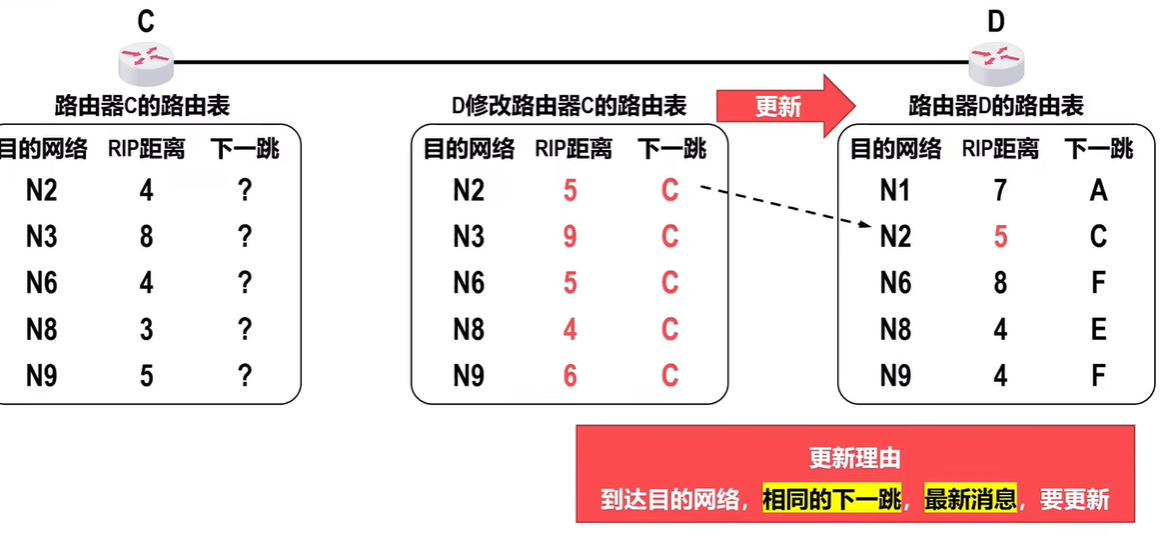 C
D
路由器C的路由表
D修改路由器C的路由表
更新
路由器D的路由表
目的网络 RIP距离 下一跳
N2 4 ?
N3 8 ?
N6 4 ?
N8 3 ?
N9 5 ?
目的网络 RIP距离 下一跳
N2 5 C
N3 9 C
N6 5 C
N8 4 C
N9 6 C
目的网络 RIP距离 下一跳
N1 7 A
N2 5 C
N6 8 F
N8 4 E
N9 4 F
更新理由
到达目的网络，相同的下一跳，最新消息，要更新